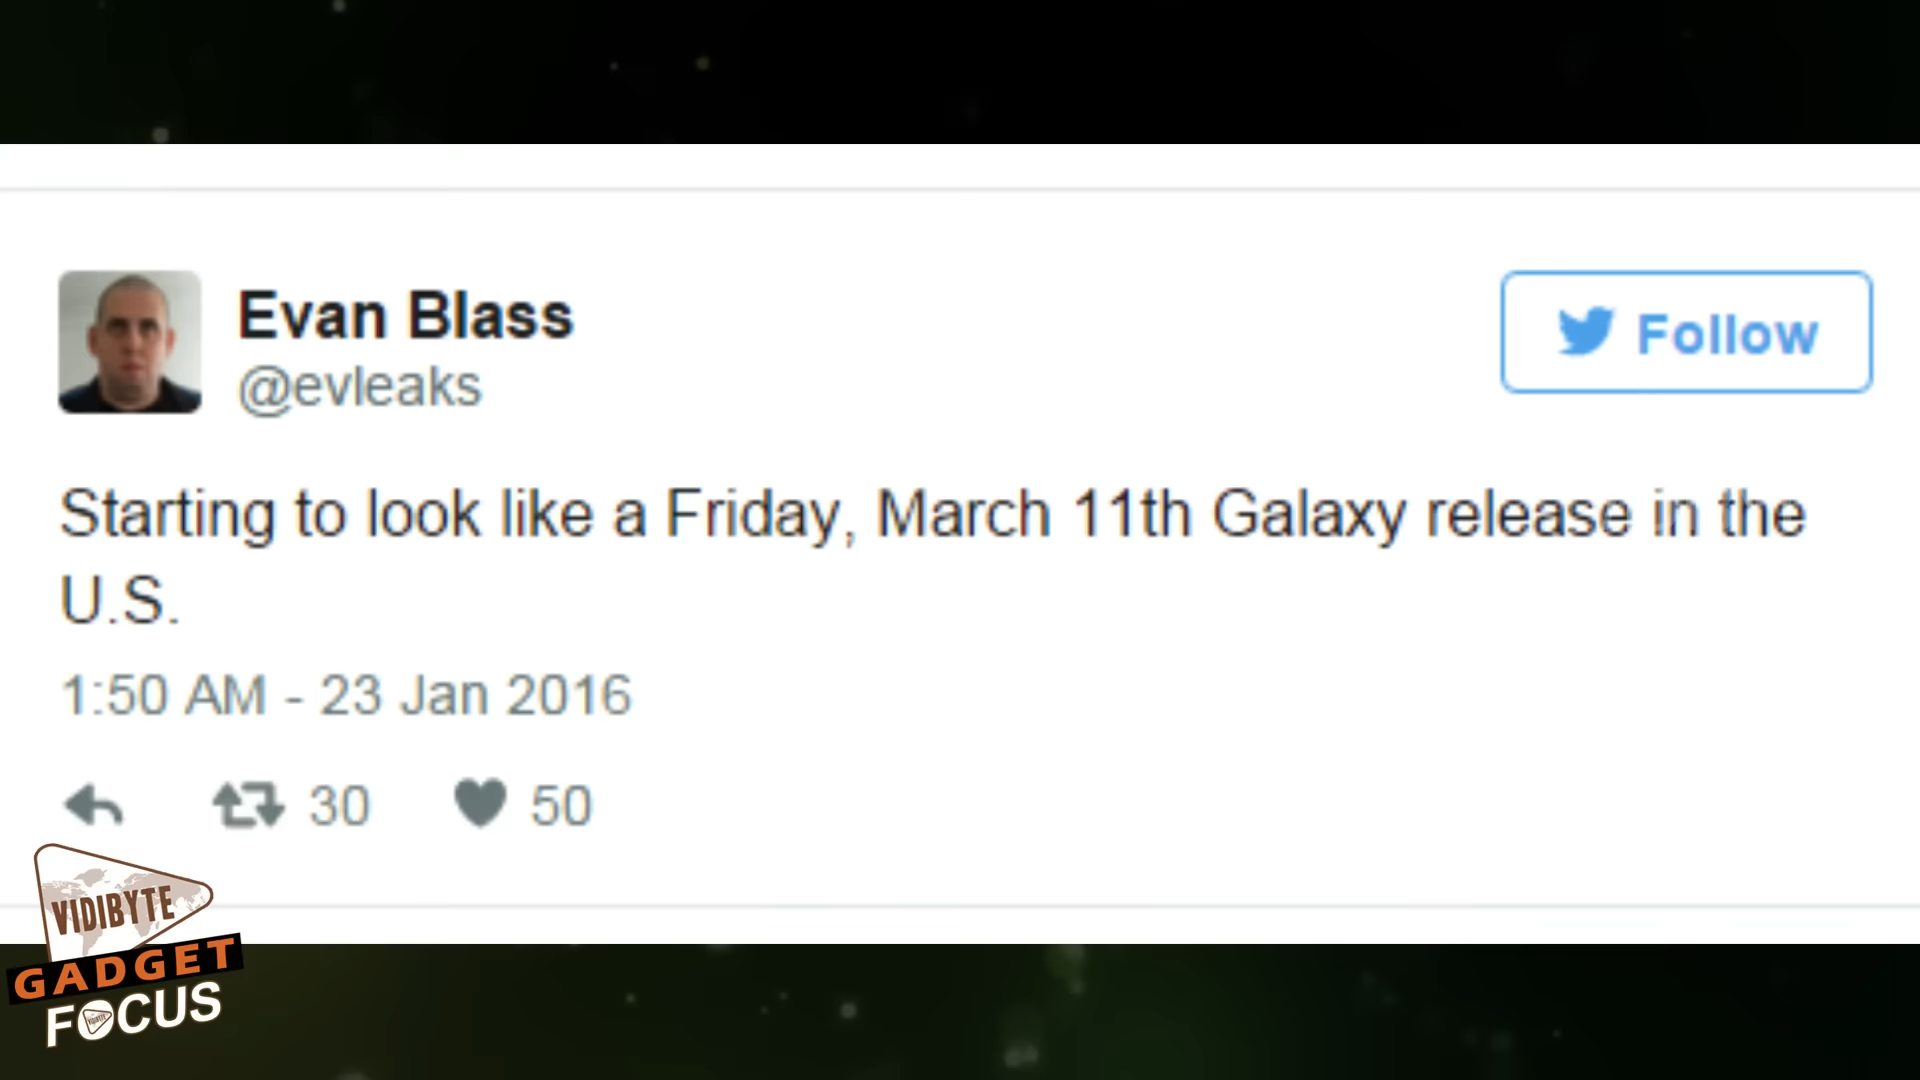 Evan Blass
@evleaks
Follow
Starting to look like a Friday, March 11th Galaxy release in the
U.S.
1:50 AM - 23 Jan 2016
30 50
VIDIBYTE
GADGET
FOCUS